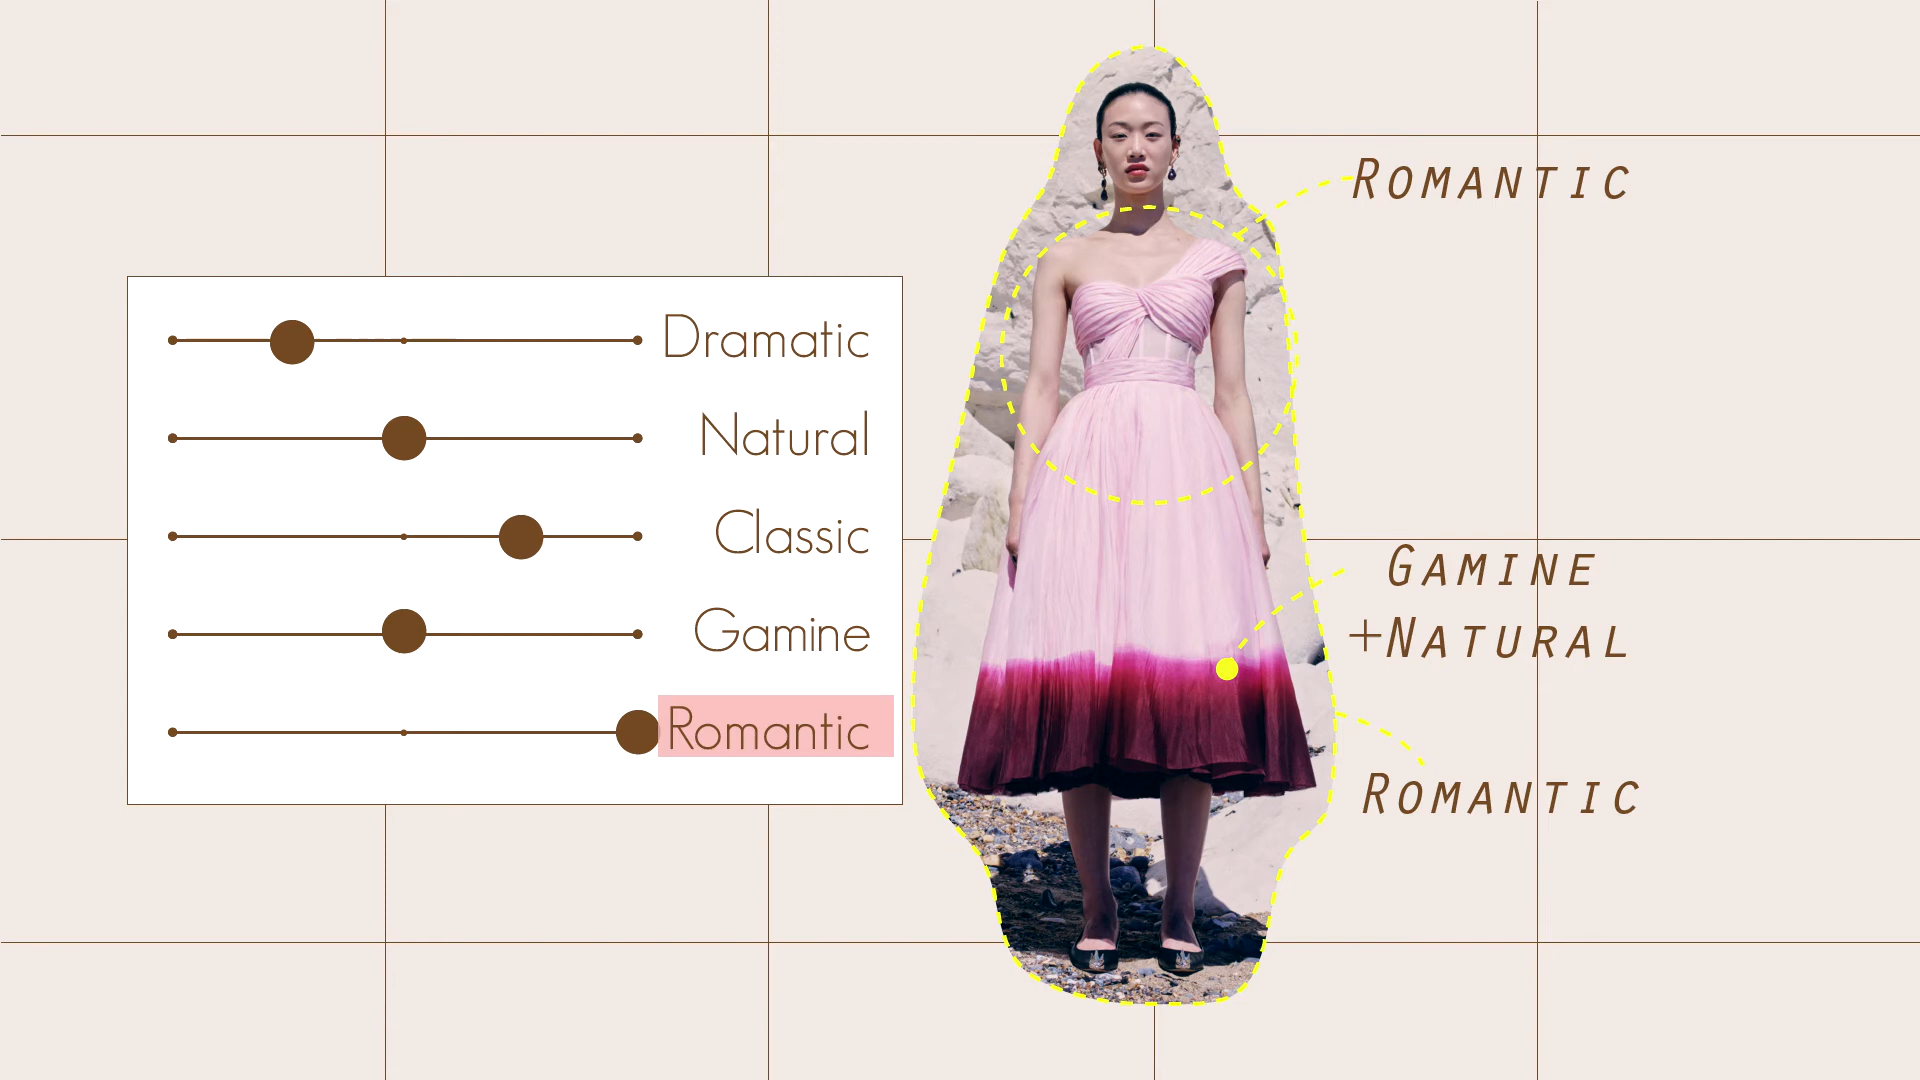 Dramatic
Natural
Classic
Gamine
Romantic
ROMANTIC
GAMINE
+NATURAL
ROMANTIC